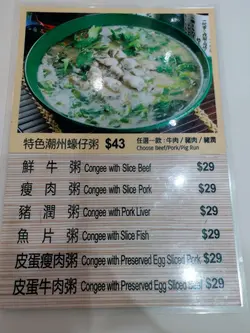 特色潮州蠔仔粥 $43
任選一款：牛肉 / 豬肉 / 豬潤
Choose Beef/Pork/Pig Run
鮮牛粥 Congee with Slice Beef $29
瘦肉粥 Congee with Slice Pork $29
豬潤粥 Congee with Pork Liver $29
魚片粥 Congee with Slice Fish $29
皮蛋瘦肉粥 Congee with Preserved Egg Sliced Pork $29
皮蛋牛肉粥 Congee with Preserved Egg Sliced Beef $29